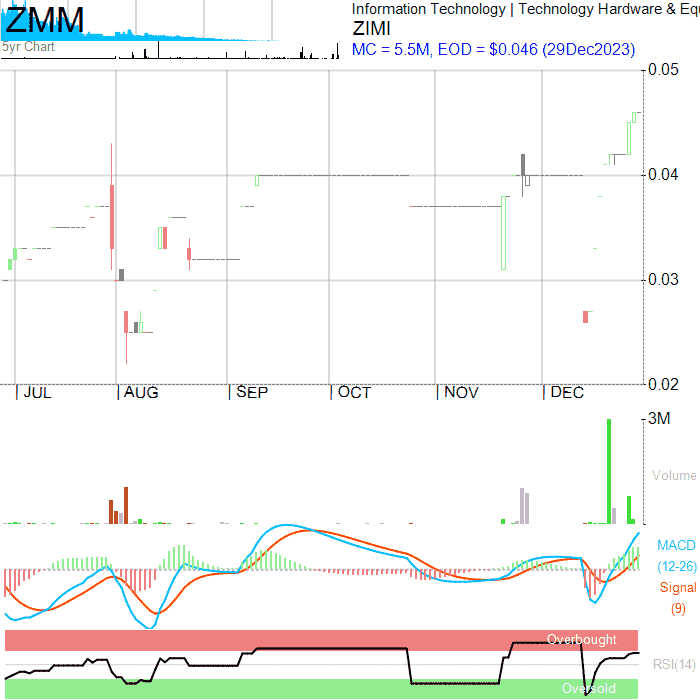 ZMM
Information Technology | Technology Hardware & Equ
ZIMI
MC = 5.5M, EOD = $0.046 (29Dec2023)
5yr Chart
0.05
0.04
0.03
0.02
JUL AUG SEP OCT NOV DEC
3M
Volume
MACD
(12-26)
Signal
(9)
Overbought
RSI(14)
Oversold